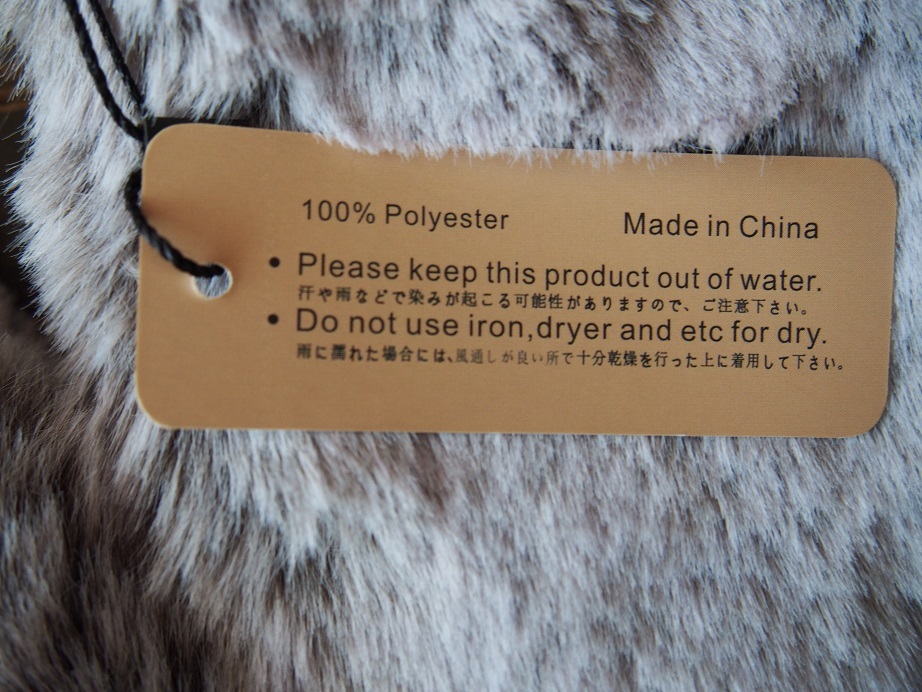 100% Polyester Made in China
• Please keep this product out of water.
汗や雨などで染みが起こる可能性がありますので、ご注意下さい。
• Do not use iron,dryer and etc for dry.
雨に濡れた場合には、風通しが良い所で十分乾燥を行った上に着用して下さい。